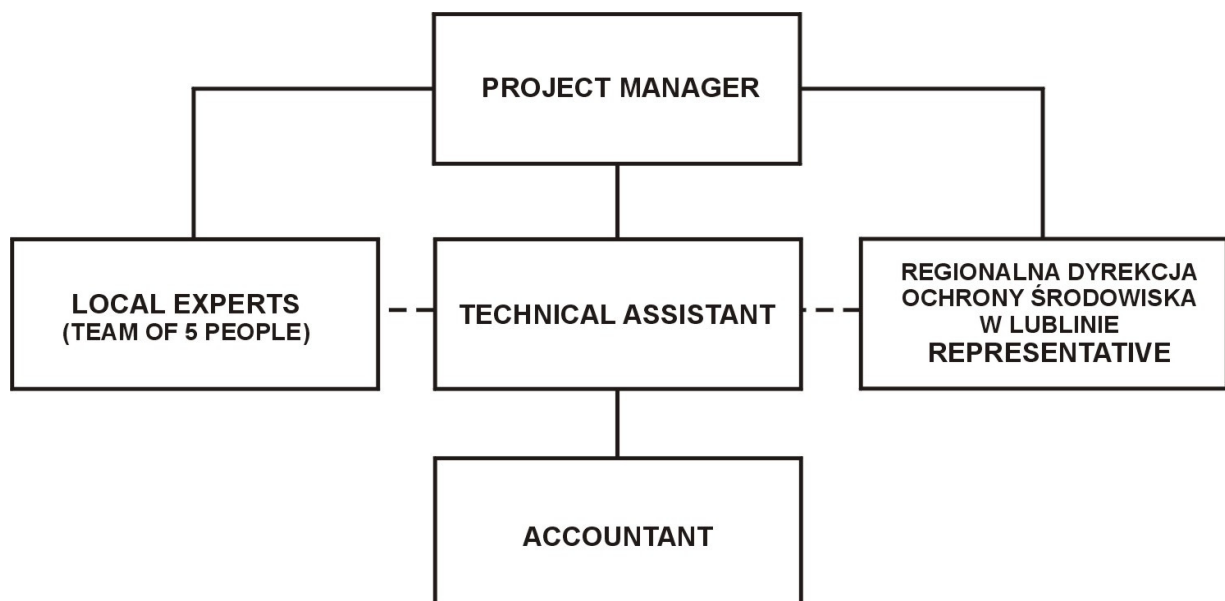 PROJECT MANAGER
LOCAL EXPERTS
(TEAM OF 5 PEOPLE)
TECHNICAL ASSISTANT
REGIONALNA DYREKCJA
OCHRONY ŚRODOWISKA
W LUBLINIE
REPRESENTATIVE
ACCOUNTANT